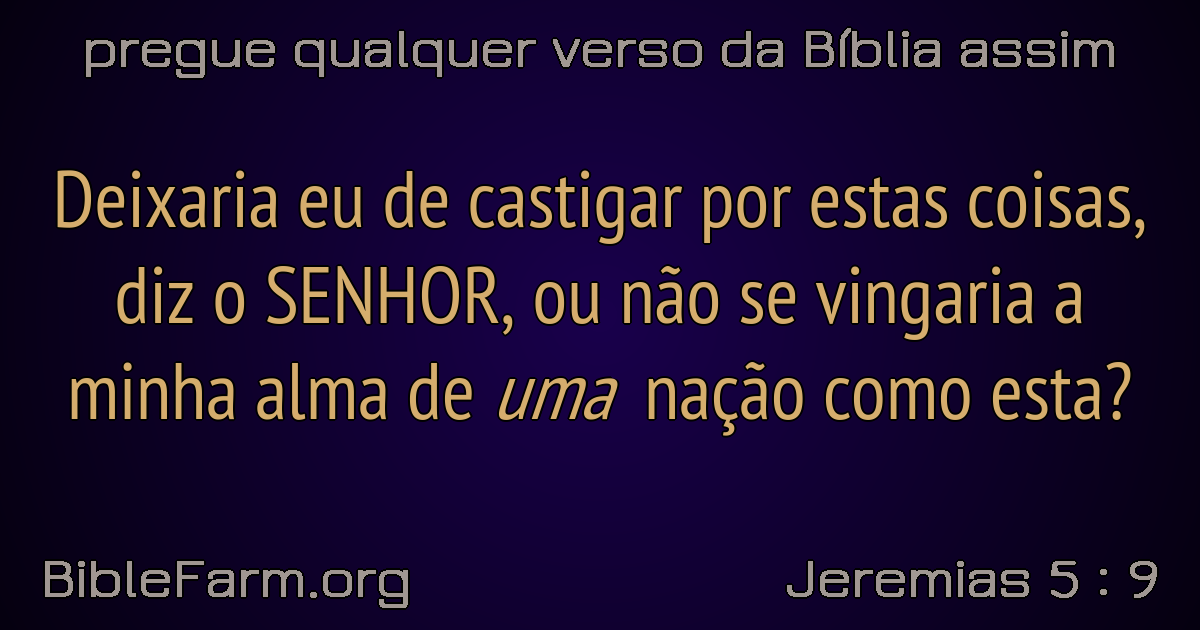 pregue qualquer verso da Bíblia assim
Deixaria eu de castigar por estas coisas,
diz o SENHOR, ou não se vingaria a
minha alma de uma nação como esta?
BibleFarm.org
Jeremias 5 : 9